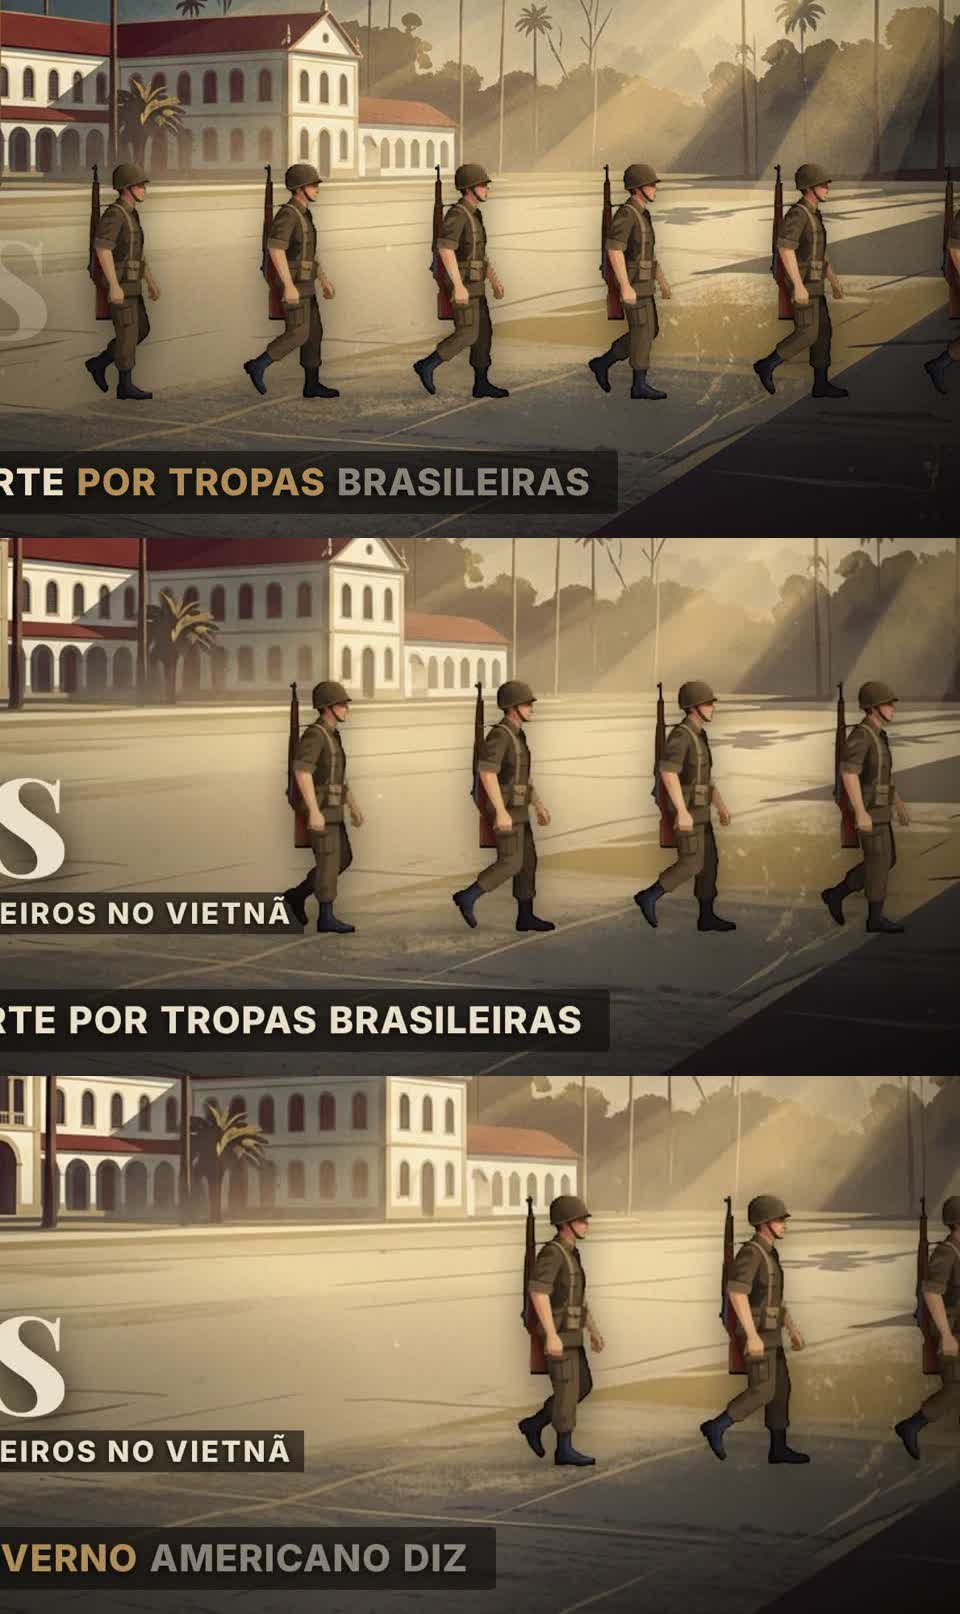 S
RTE POR TROPAS BRASILEIRAS
S
EIROS NO VIETNÃ
RTE POR TROPAS BRASILEIRAS
S
EIROS NO VIETNÃ
VERNO AMERICANO DIZ